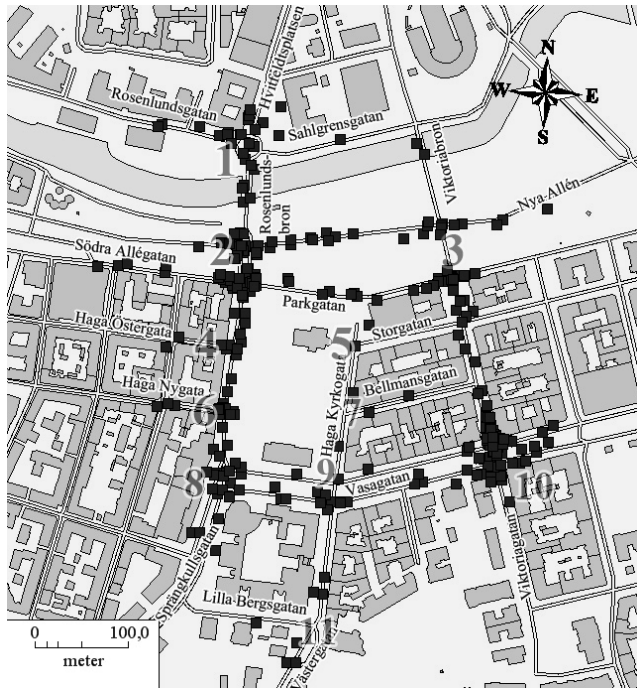 Hvitfeldtsplatsen
N
W
E
S
Rosenlundsgatan
Sahlgrensgatan
1
Viktoriabron
Rosenlunds-
bron
Nya Allén
2
3
Södra Allégatan
Parkgatan
Haga Östergata
4
5
Storgatan
Haga Nygata
Bellmansgatan
6
7
Haga Kyrkogata
8
9
Vasagatan
10
Sprängkullsgatan
Viktoriagatan
Lilla Bergsgatan
11
0
100,0
meter